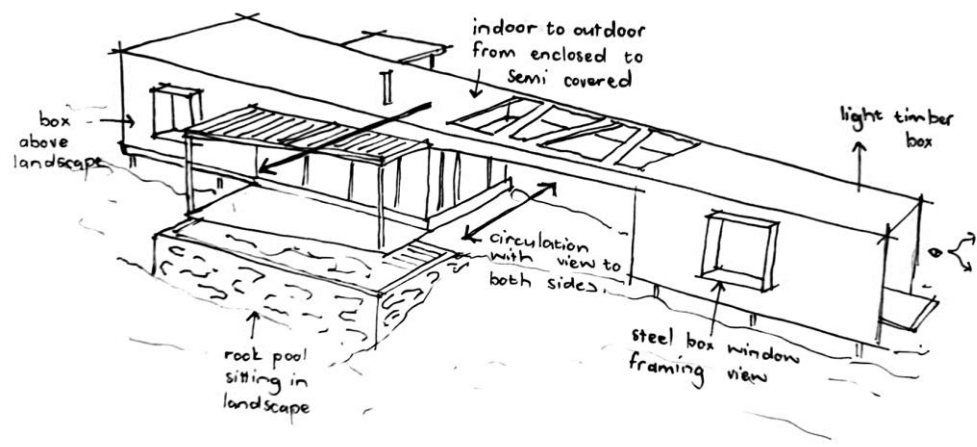 indoor to outdoor
from enclosed to
semi covered
box
above
landscape
light timber
box
circulation
with view to
both sides.
steel box window
framing view
rock pool
sitting in
landscape